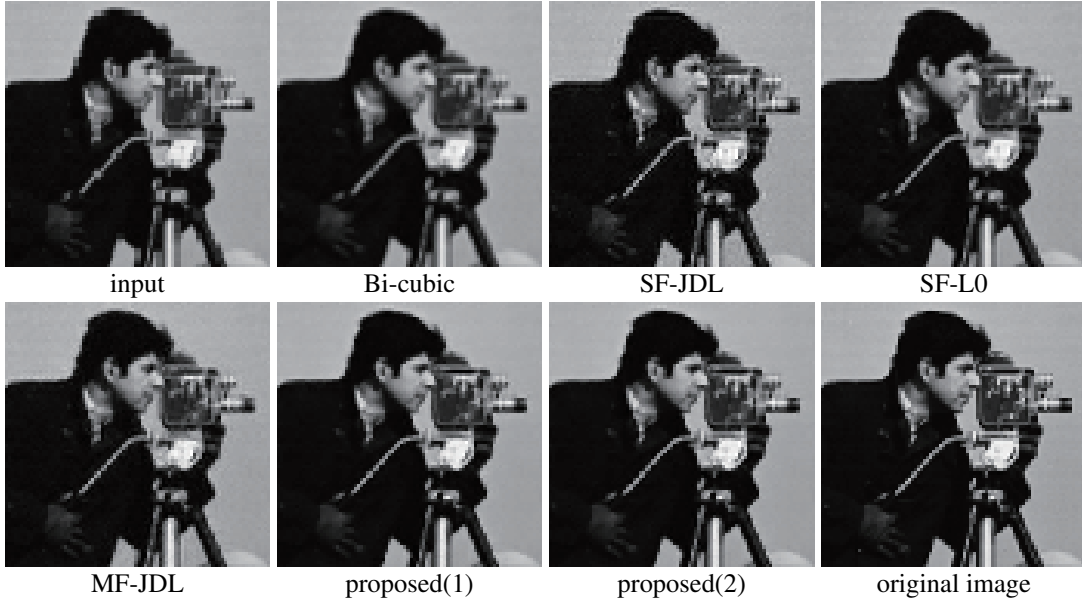 input
Bi-cubic
SF-JDL
SF-L0
MF-JDL
proposed(1)
proposed(2)
original image